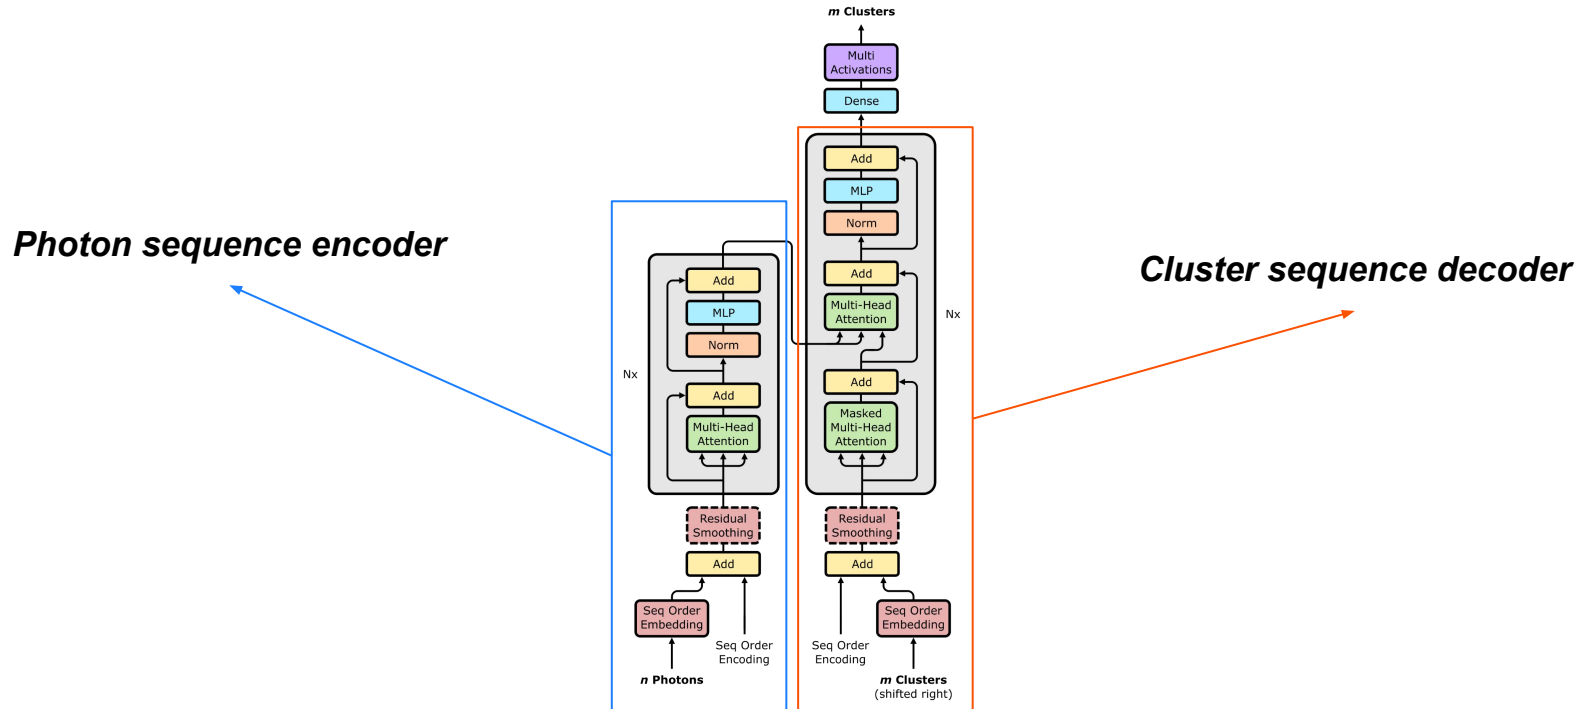 m Clusters
Multi
Activations
Dense
Add
MLP
Norm
Add
Multi-Head
Attention
Nx
Add
Masked
Multi-Head
Attention
Residual
Smoothing
Add
Seq Order
Encoding
Seq Order
Embedding
m Clusters
(shifted right)
Cluster sequence decoder
Photon sequence encoder
Add
MLP
Norm
Nx
Add
Multi-Head
Attention
Residual
Smoothing
Add
Seq Order
Embedding
Seq Order
Encoding
n Photons